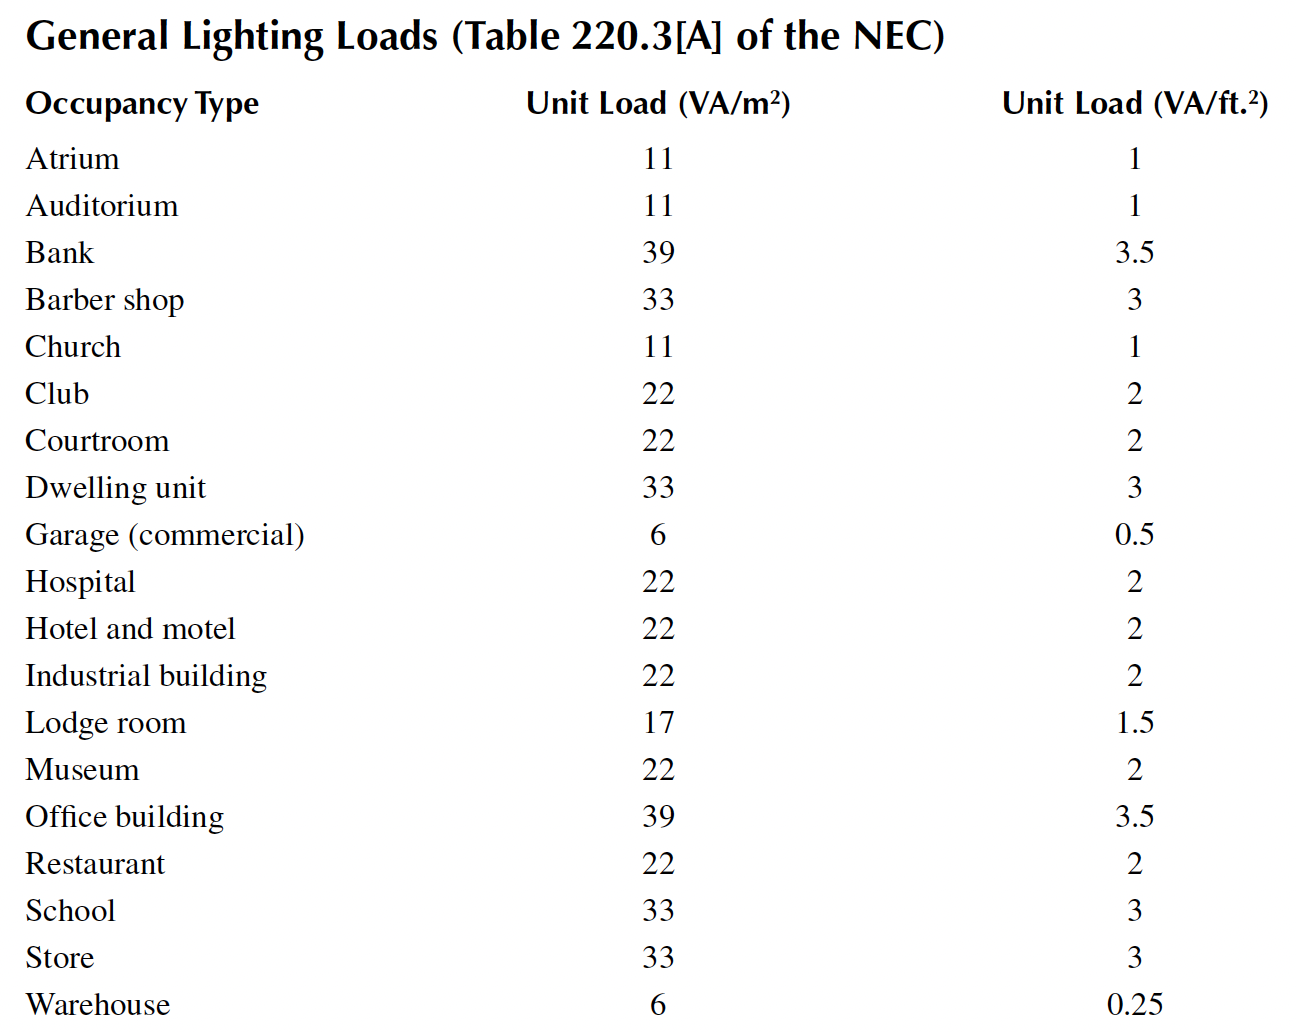 General Lighting Loads (Table 220.3[A] of the NEC)
Occupancy Type Unit Load (VA/m²) Unit Load (VA/ft.²)
Atrium 11 1
Auditorium 11 1
Bank 39 3.5
Barber shop 33 3
Church 11 1
Club 22 2
Courtroom 22 2
Dwelling unit 33 3
Garage (commercial) 6 0.5
Hospital 22 2
Hotel and motel 22 2
Industrial building 22 2
Lodge room 17 1.5
Museum 22 2
Office building 39 3.5
Restaurant 22 2
School 33 3
Store 33 3
Warehouse 6 0.25